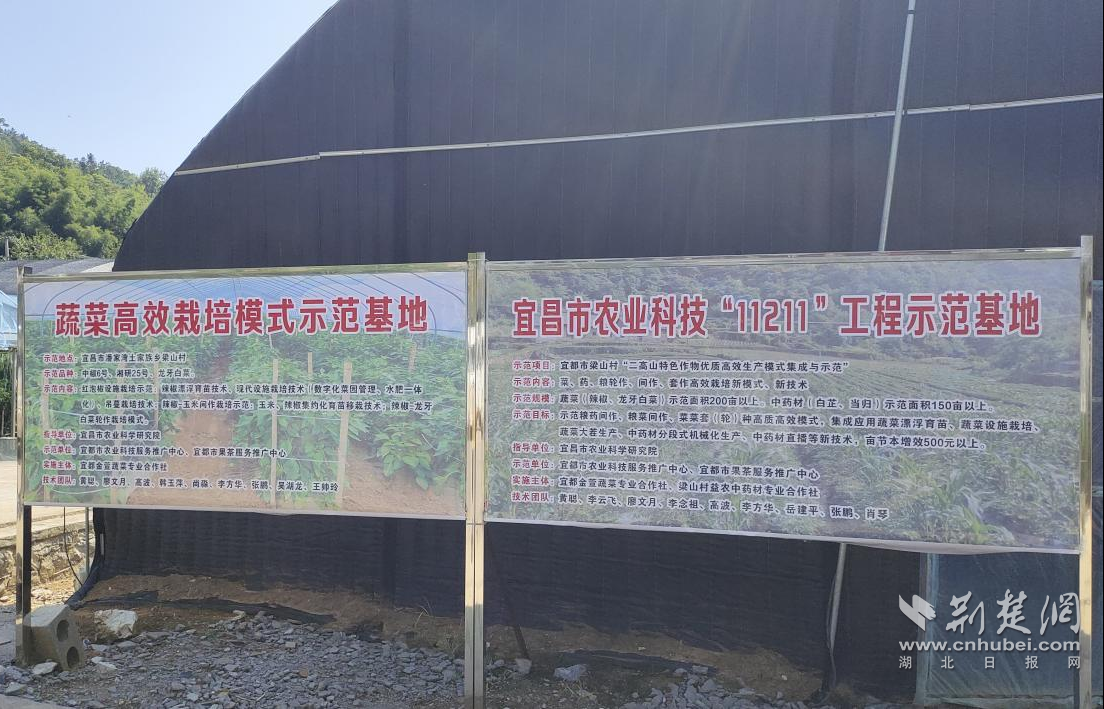 蔬菜高效栽培模式示范基地
示范地点：宜昌市潘家湾土家族乡梁山村
示范品种：中椒6号、湘研25号、龙牙白菜。
示范内容：红泡椒设施栽培示范：辣椒漂浮育苗技术、现代设施栽培技术（数字化菜园管理、水肥一体
化）、吊蔓栽培技术；辣椒-玉米间作栽培示范；玉米、辣椒集约化育苗移栽技术；辣椒-龙牙
白菜轮作栽培模式。
指导单位：宜昌市农业科学研究院
示范单位：宜都市农业科技服务推广中心、宜都市果茶服务中心
实施主体：宜都金萱蔬菜专业合作社
技术团队：黄聪、廖文月、高波、韩玉萍、尚淼、李方华、张鹏、吴湖龙、王帅玲
宜昌市农业科技“11211”工程示范基地
示范项目：宜都市梁山村“二高山特色作物优质高效生产模式集成与示范”
示范内容：菜、药、粮轮作、间作、套作高效栽培新模式、新技术
示范规模：蔬菜（辣椒、龙牙白菜）示范面积200亩以上。中药材（白芷、当归）示范面积150亩以上。
示范目标：示范粮药间作、粮菜间作、菜菜套（轮）种高质高效模式，集成应用蔬菜漂浮育苗、蔬菜设施栽培、
蔬菜大茬生产、中药材分段式机械化生产、中药材直播等新技术，亩节本增效500元以上。
指导单位：宜昌市农业科学研究院
示范单位：宜都市农业科技服务推广中心、宜都市果茶服务推广中心
实施主体：宜都金萱蔬菜专业合作社、梁山村益农中药材专业合作社
技术团队：黄聪、李云飞、廖文月、李念祖、高波、李方华、岳建平、张鹏、肖琴
荆楚网
www.cnhubei.com
湖北日报网